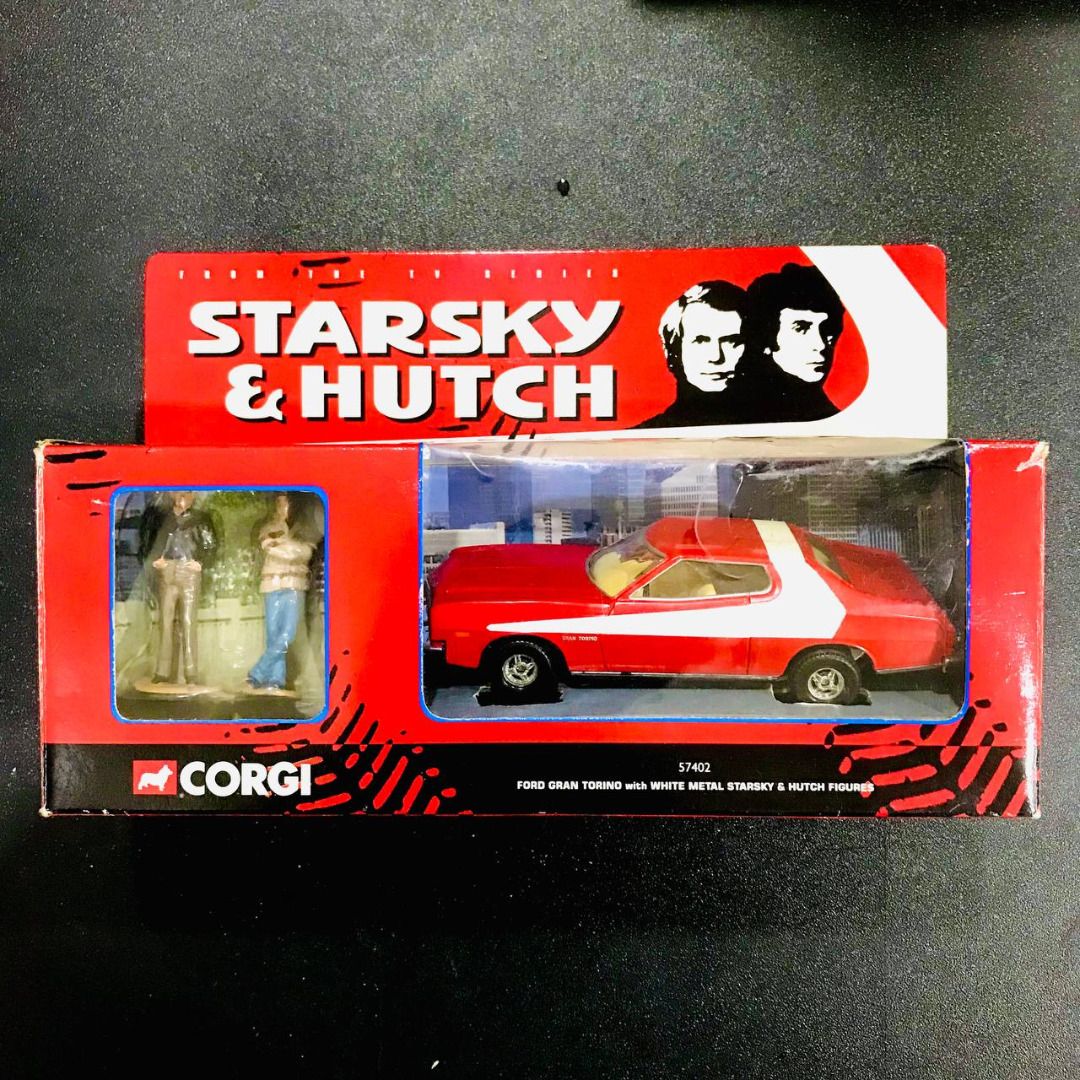 FROM THE TV SERIES
STARSKY
& HUTCH
GRAN TORINO
CORGI
57402
FORD GRAN TORINO with WHITE METAL STARSKY & HUTCH FIGURES